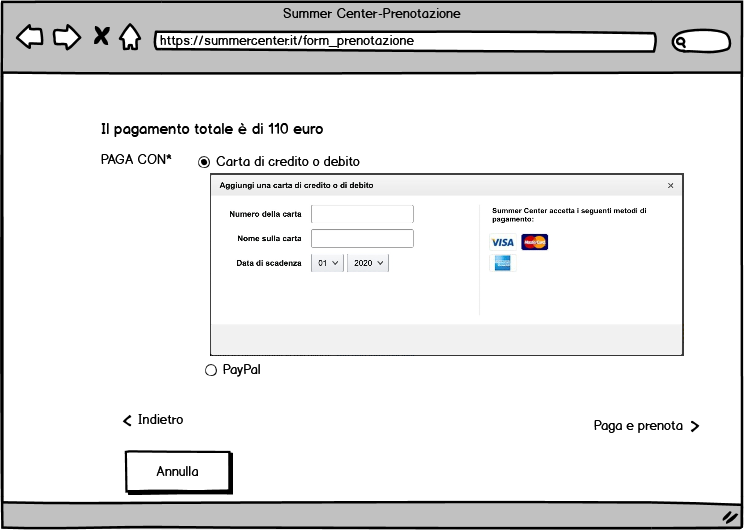 Summer Center-Prenotazione
https://summercenter.it/form_prenotazione
Il pagamento totale è di 110 euro
PAGA CON*
Carta di credito o debito
Aggiungi una carta di credito o di debito
×
Numero della carta
Nome sulla carta
Data di scadenza
01
2020
Summer Center accetta i seguenti metodi di
pagamento:
VISA
MasterCard
PayPal
Indietro
Paga e prenota
Annulla